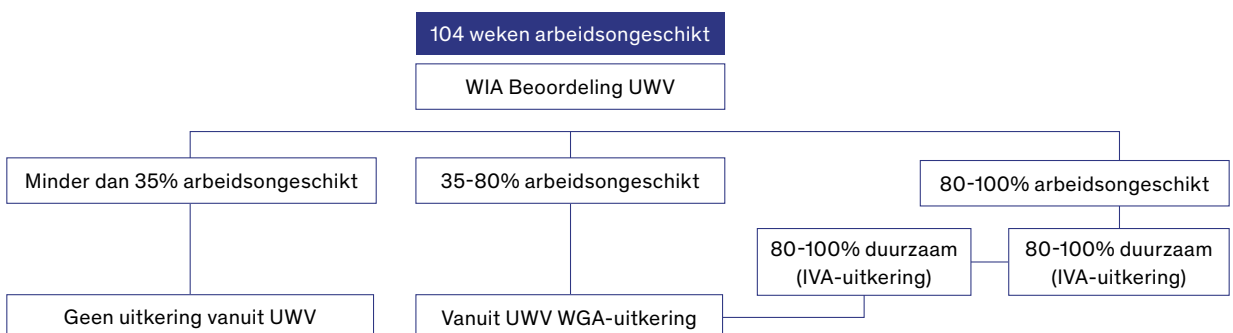 104 weken arbeidsongeschikt
WIA Beoordeling UWV
Minder dan 35% arbeidsongeschikt
35-80% arbeidsongeschikt
80-100% arbeidsongeschikt
80-100% duurzaam
(IVA-uitkering)
80-100% duurzaam
(IVA-uitkering)
Geen uitkering vanuit UWV
Vanuit UWV WGA-uitkering